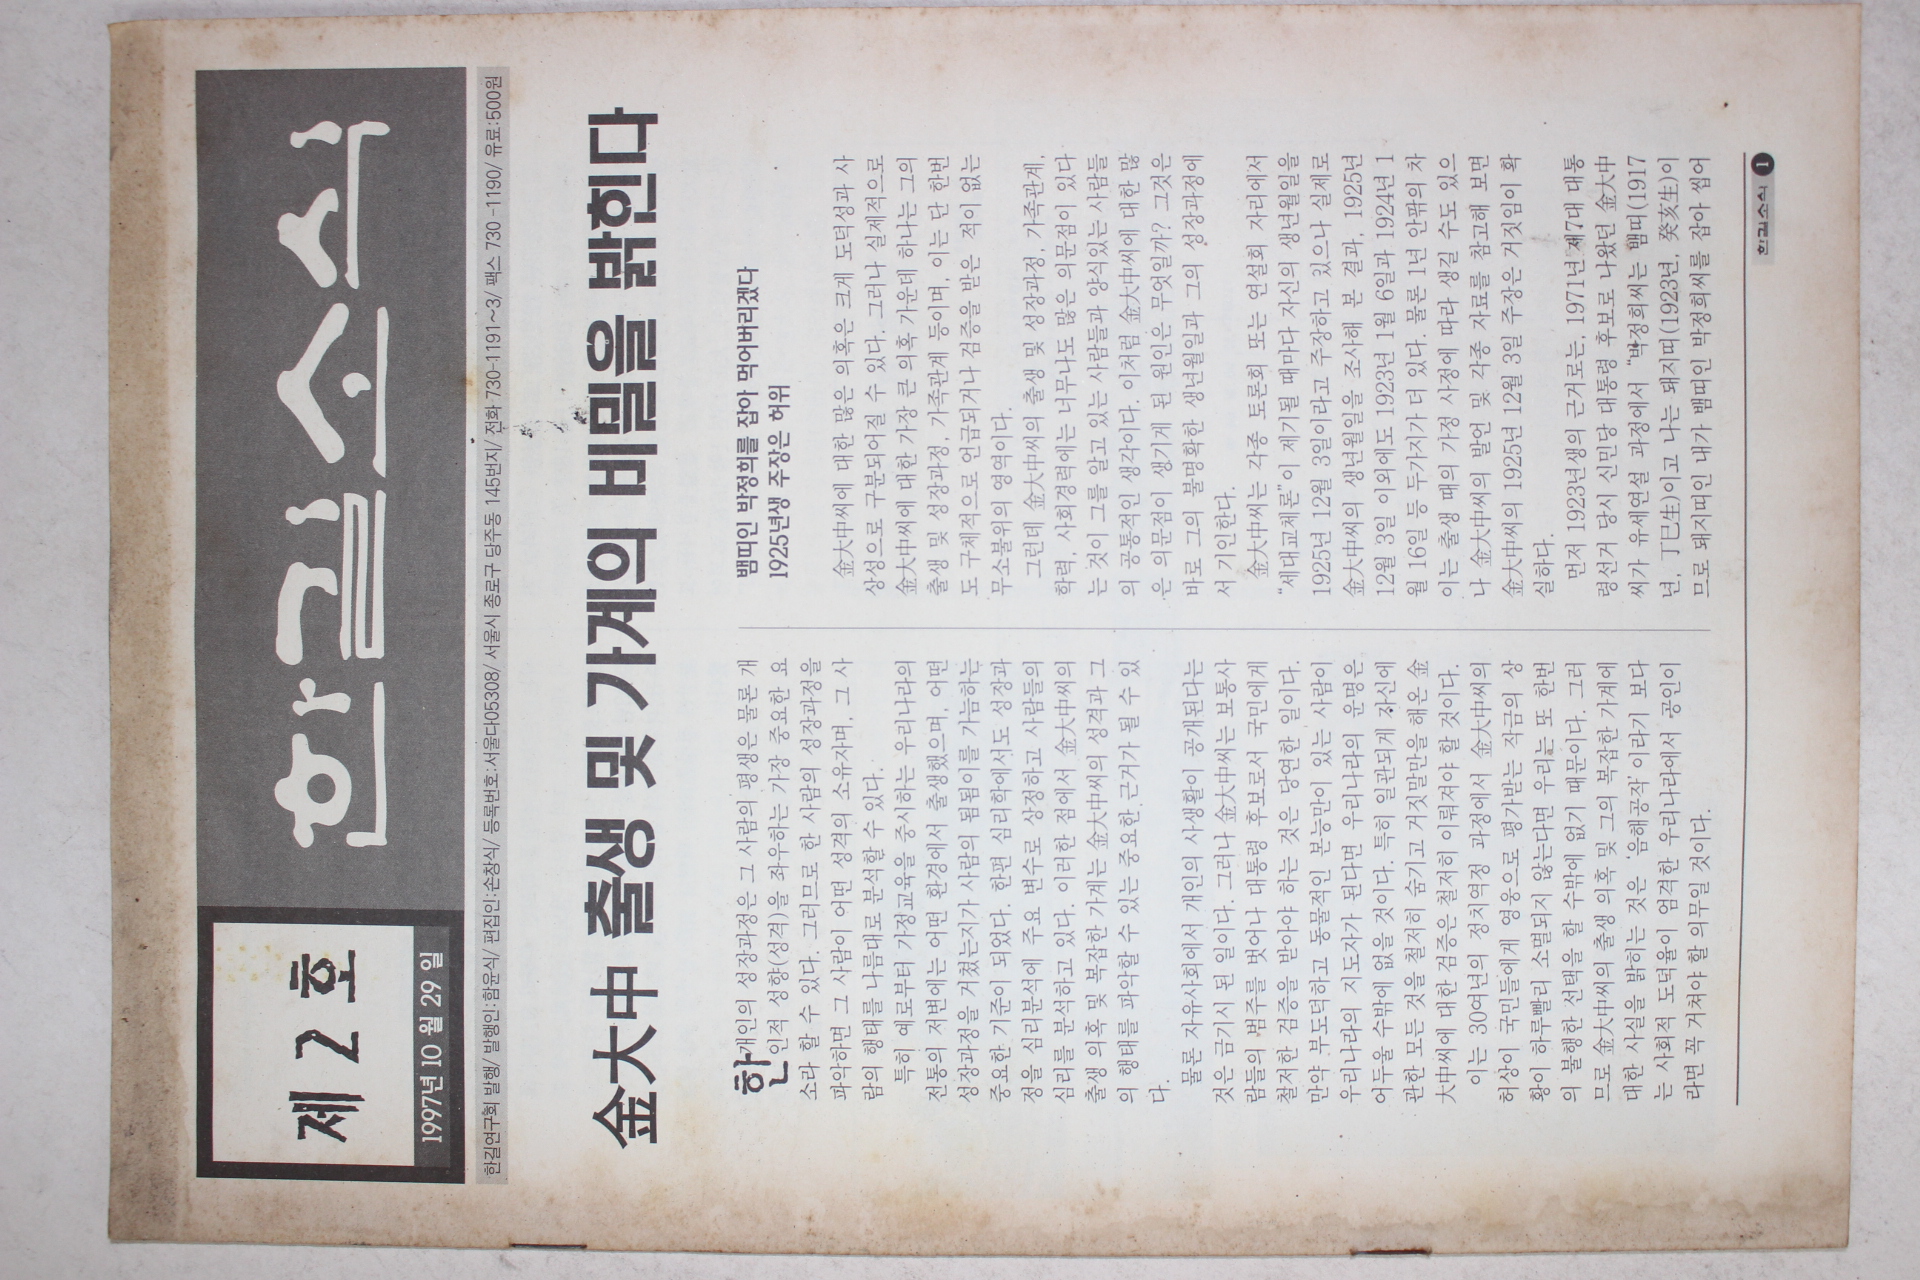 제 2 호
1997년 10 월 29 일
한길소식
한길연구회 발행/ 발행인:함윤식/ 편집인:손창식/ 등록번호:서울다05308/ 서울시 종로구 당주동 145번지/ 전화 730-1191~3/ 팩스 730-1190/ 유료:500원
金大中 출생 및 가계의 비밀을 밝힌다
한개인의 성장과정은 그 사람의 평생은 물론 개
인적 성향(성격)을 좌우하는 가장 중요한 요
소라 할 수 있다. 그러므로 한 사람의 성장과정을
파악하면 그 사람이 어떤 성격의 소유자며, 그 사
람의 행태를 나름대로 분석할 수 있다.
특히 예로부터 가정교육을 중시하는 우리나라의
전통의 저변에는 어떤 환경에서 출생했으며, 어떤
성장과정을 거쳤는지가 사람의 됨됨이를 가늠하는
중요한 기준이 되었다. 한편 심리학에서도 성장과
정을 심리분석에 주요 변수로 상정하고 사람들의
심리를 분석하고 있다. 이러한 점에서 金大中씨의
출생 의혹 및 복잡한 가계는 金大中씨의 성격과 그
의 행태를 파악할 수 있는 중요한 근거가 될 수 있
다.
물론 자유사회에서 개인의 사생활이 공개된다는
것은 금기시 된 일이다. 그러나 金大中씨는 보통사
람들의 범주를 벗어나 대통령 후보로서 국민에게
철저한 검증을 받아야 하는 것은 당연한 일이다.
만약 부도덕하고 동물적인 본능만이 있는 사람이
우리나라의 지도자가 된다면 우리나라의 운명은
어두울 수밖에 없을 것이다. 특히 일관되게 자신에
관한 모든 것을 철저히 숨기고 거짓말만을 해온 金
大中씨에 대한 검증은 철저히 이뤄져야 할 것이다.
이는 30여년의 정치역정 과정에서 金大中씨의
허상이 국민들에게 영웅으로 평가받는 작금의 상
황이 하루빨리 소멸되지 않는다면 우리는 또 한번
의 불행한 선택을 할 수밖에 없기 때문이다. 그러
므로 金大中씨의 출생 의혹 및 그의 복잡한 가계에
대한 사실을 밝히는 것은 ‘음해공작’이라기 보다
는 사회적 도덕율이 엄격한 우리나라에서 공인이
라면 꼭 거쳐야 할 의무일 것이다.
뱀띠인 박정희를 잡아 먹어버리겠다
1925년생 주장은 허위
金大中씨에 대한 많은 의혹은 크게 도덕성과 사
상성으로 구분되어질 수 있다. 그러나 실제적으로
金大中씨에 대한 가장 큰 의혹 가운데 하나는 그의
출생 및 성장과정, 가족관계 등이며, 이는 단 한번
도 구체적으로 언급되거나 검증을 받은 적이 없는
무소불위의 영역이다.
그런데 金大中씨의 출생 및 성장과정, 가족관계,
학력, 사회경력에는 너무나도 많은 의문점이 있다
는 것이 그를 알고 있는 사람들과 양식있는 사람들
의 공통적인 생각이다. 이처럼 金大中씨에 대한 많
은 의문점이 생기게 된 원인은 무엇일까? 그것은
바로 그의 불명확한 생년월일과 그의 성장과정에
서 기인한다.
金大中씨는 각종 토론회 또는 연설회 자리에서
“세대교체론”이 제기될 때마다 자신의 생년월일을
1925년 12월 3일이라고 주장하고 있으나 실제로
金大中씨의 생년월일을 조사해 본 결과, 1925년
12월 3일 이외에도 1923년 1월 6일과 1924년 1
월 16일 등 두가지가 더 있다. 물론 1년 안팎의 차
이는 출생 때의 가정 사정에 따라 생길 수도 있으
나 金大中씨의 발언 및 각종 자료를 참고해 보면
金大中씨의 1925년 12월 3일 주장은 거짓임이 확
실하다.
먼저 1923년생의 근거로는, 1971년 제7대 대통
령선거 당시 신민당 대통령 후보로 나왔던 金大中
씨가 유세연설 과정에서 “박정희씨는 뱀띠(1917
년, 丁巳生)이고 나는 돼지띠(1923년, 癸亥生)이
므로 돼지띠인 내가 뱀띠인 박정희씨를 잡아 씹어
한길소식 1